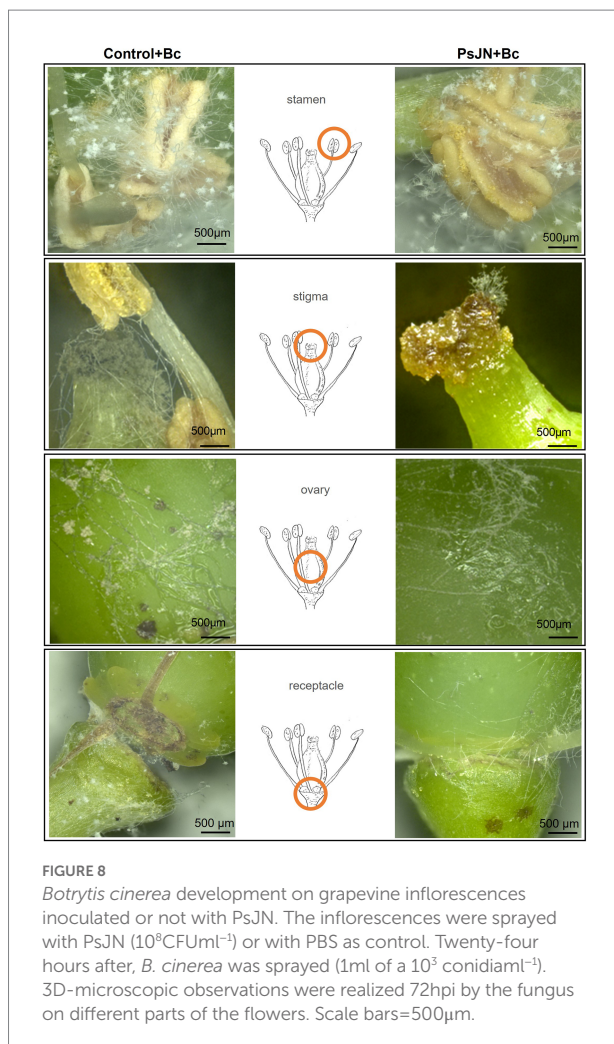 Control+Bc PsJN+Bc
stamen
500µm 500µm
stigma
500µm 500µm
ovary
500µm 500µm
receptacle
500 µm 500 µm
FIGURE 8
Botrytis cinerea development on grapevine inflorescences
inoculated or not with PsJN. The inflorescences were sprayed
with PsJN (10⁸CFUml⁻¹) or with PBS as control. Twenty-four
hours after, B. cinerea was sprayed (1ml of a 10³ conidiaml⁻¹).
3D-microscopic observations were realized 72hpi by the fungus
on different parts of the flowers. Scale bars=500µm.